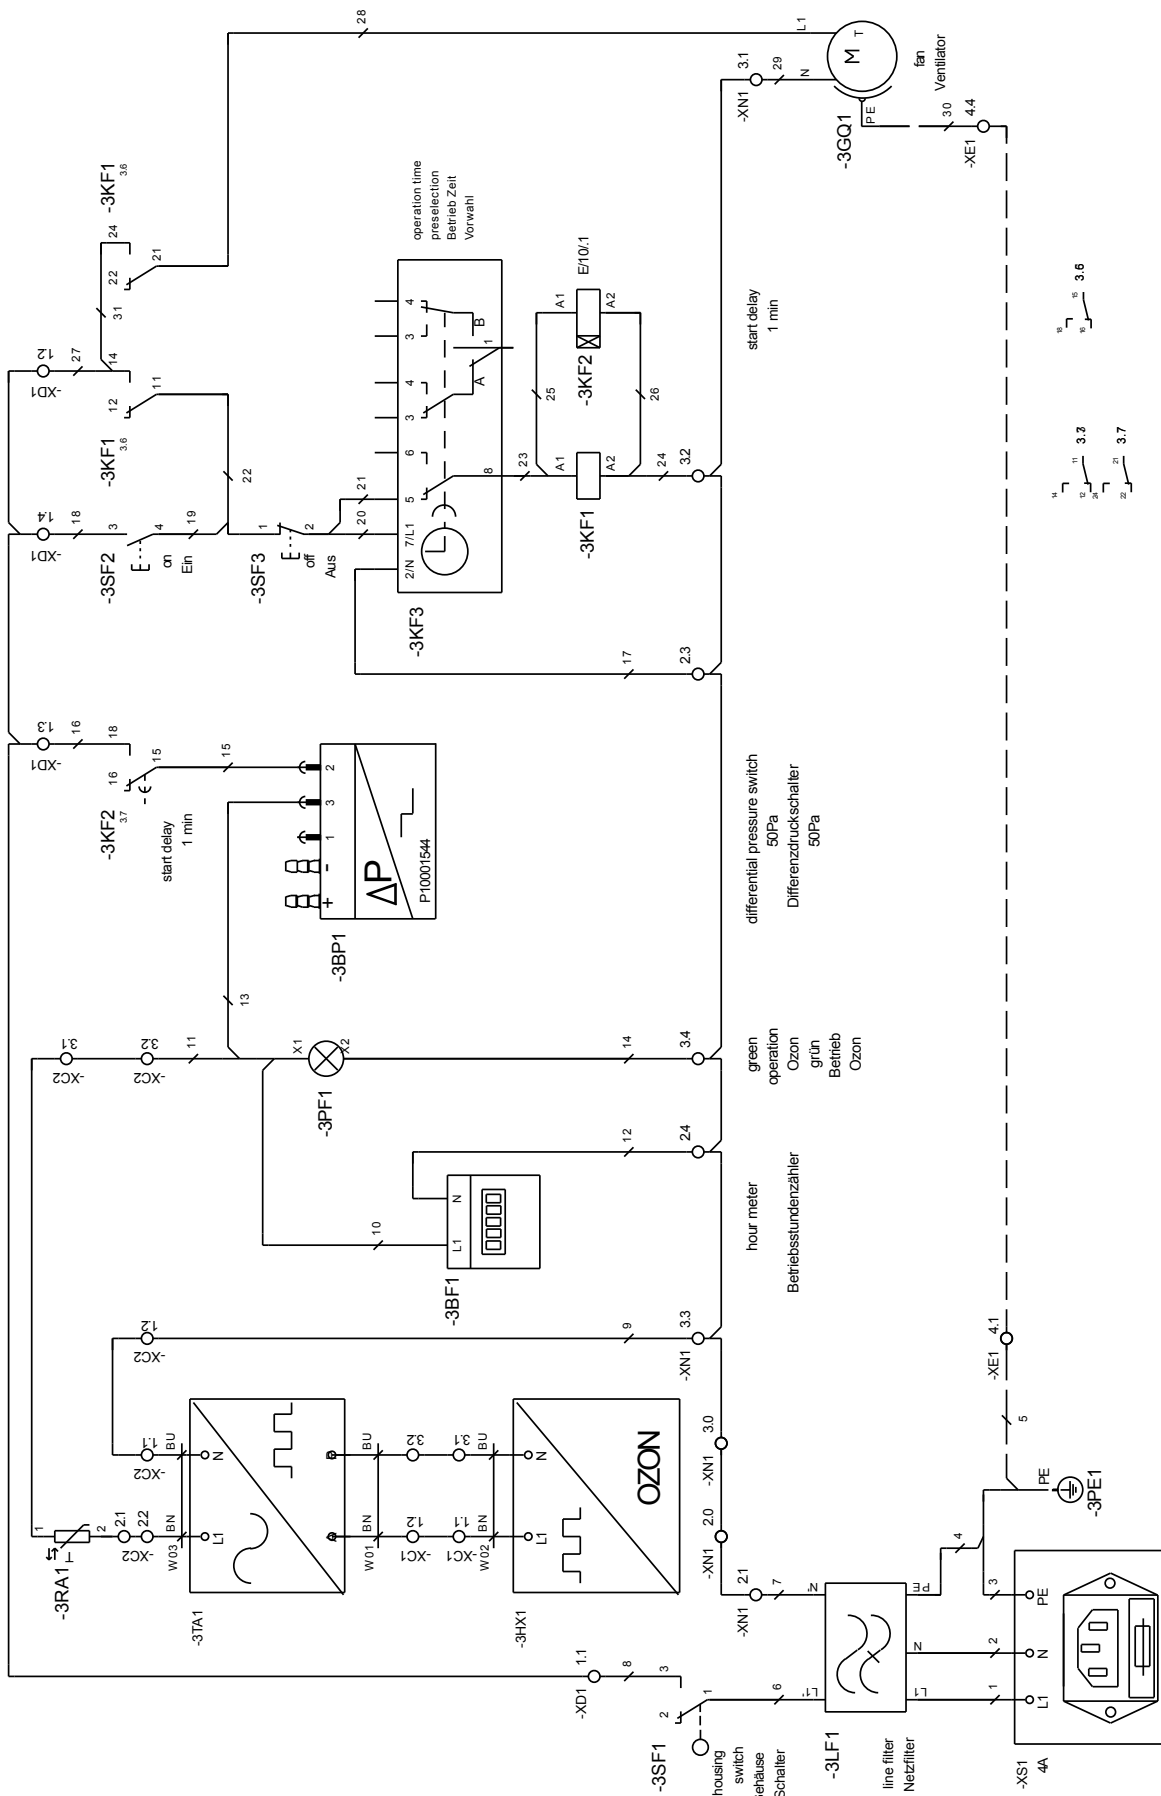 28
L1
M
T
fan
Ventilator
-XN1
3.1
29
N
-3GQ1
PE
30
4.4
-XE1
-3KF1
3.6
24
22
21
31
14
27
1.2
-XD1
12
11
-3KF1
3.6
22
operation time
preselection
Betrieb Zeit
Vorwahl
4
3
B
1
A
4
3
6
5
8
7/L1
2/N
-3KF3
23
25
A1
A2
E/10/.1
-3KF2
26
A1
A2
-3KF1
24
3.2
start delay
1 min
18
16
15
3.6
14
12
11
3.3
24
22
21
3.7
1.4
-XD1
18
3
4
19
-3SF2
on
Ein
1
2
-3SF3
off
Aus
21
20
17
2.3
1.3
-XD1
16
18
16
15
15
-3KF2
3.7
start delay
1 min
2
3
1
-
+
ΔP
P10001544
-3BP1
differential pressure switch
50Pa
Differenzdruckschalter
50Pa
13
3.1
-XC2
3.2
-XC2
11
X1
X2
-3PF1
14
3.4
green
operation
Ozon
grün
Betrieb
Ozon
12
2.4
N
L1
10
-3BF1
hour meter
Betriebsstundenzähler
1.2
-XC2
9
3.3
-XN1
1.1
-XC2
BU
N
BU
3.2
3.1
BU
N
OZON
3.0
-XN1
2.0
-XN1
1
2
T
-3RA1
2.1
2.2
-XC2
BN
W03
L1
-3TA1
BN
W01
1.2
-XC1
1.1
-XC1
BN
W02
L1
-3HX1
2.1
-XN1
7
N'
PE
L1'
N
L1
-3LF1
line filter
Netzfilter
1.1
-XD1
8
3
2
1
6
-3SF1
housing
switch
Gehäuse
Schalter
4.1
-XE1
5
PE
-3PE1
4
3
2
1
PE
N
L1
-XS1
4A